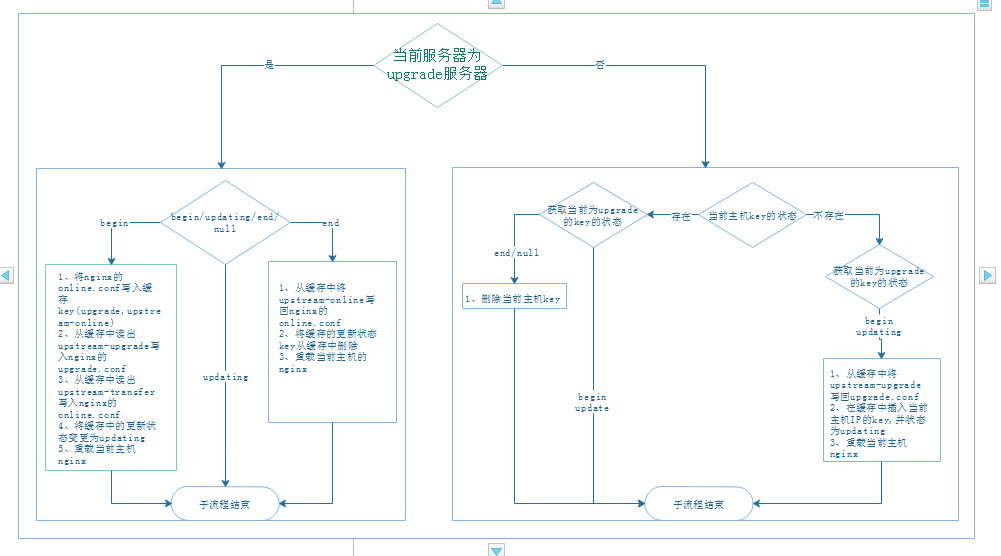 当前服务器为
upgrade服务器
是
否
begin/updating/end/
null
begin
end
1、将nginx的
online.conf写入缓
存
key(upgrade,upstre
am-online)
2、从缓存中读出
upstream-upgrade写
入nginx的
upgrade.conf
3、从缓存中读出
upstream-transfer
写入nginx的
online.conf
4、将缓存中的更新状
态变更为updating
5、重载当前主机
nginx
updating
1、从缓存中将
upstream-online写
回nginx的
online.conf
2、将缓存的更新状态
key从缓存中删除
3、重载当前主机的
nginx
子流程结束
获取当前为upgrade
的key的状态
存在
当前主机key的状态
不存在
end/null
1、删除当前主机key
begin
update
获取当前为upgrade
的key的状态
begin
updating
1、从缓存中将
upstream-upgrade
写回upgrade.conf
2、在缓存中插入当前
主机IP的key,并状态
为updating
3、重载当前主机
nginx
子流程结束